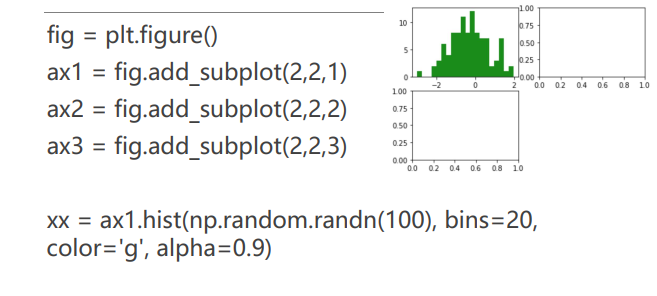 fig = plt.figure()
ax1 = fig.add_subplot(2,2,1)
ax2 = fig.add_subplot(2,2,2)
ax3 = fig.add_subplot(2,2,3)
xx = ax1.hist(np.random.randn(100), bins=20,
color='g', alpha=0.9)
10
5
0
−2 0 2
1.00
0.75
0.50
0.25
0.0 0.2 0.4 0.6 0.8 1.0
1.00
0.75
0.50
0.25
0.00
0.0 0.2 0.4 0.6 0.8 1.0